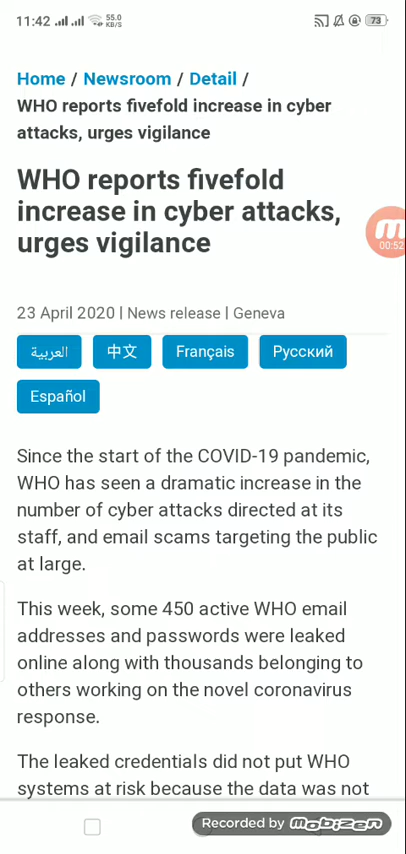 11:42
55.0
KB/S
73
Home / Newsroom / Detail /
WHO reports fivefold increase in cyber
attacks, urges vigilance
WHO reports fivefold
increase in cyber attacks,
urges vigilance
00:52
23 April 2020 | News release | Geneva
العربية
中文
Français
Русский
Español
Since the start of the COVID-19 pandemic,
WHO has seen a dramatic increase in the
number of cyber attacks directed at its
staff, and email scams targeting the public
at large.
This week, some 450 active WHO email
addresses and passwords were leaked
online along with thousands belonging to
others working on the novel coronavirus
response.
The leaked credentials did not put WHO
systems at risk because the data was not
Recorded by mobizen